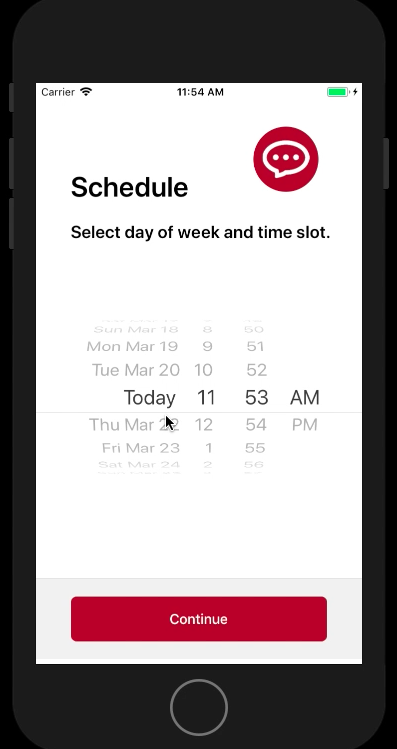 Carrier 11:54 AM
Schedule
Select day of week and time slot.
Sun Mar 18 8 50
Mon Mar 19 9 51
Tue Mar 20 10 52
Today 11 53 AM
Thu Mar 22 12 54 PM
Fri Mar 23 1 55
Sat Mar 24 2 56
Continue